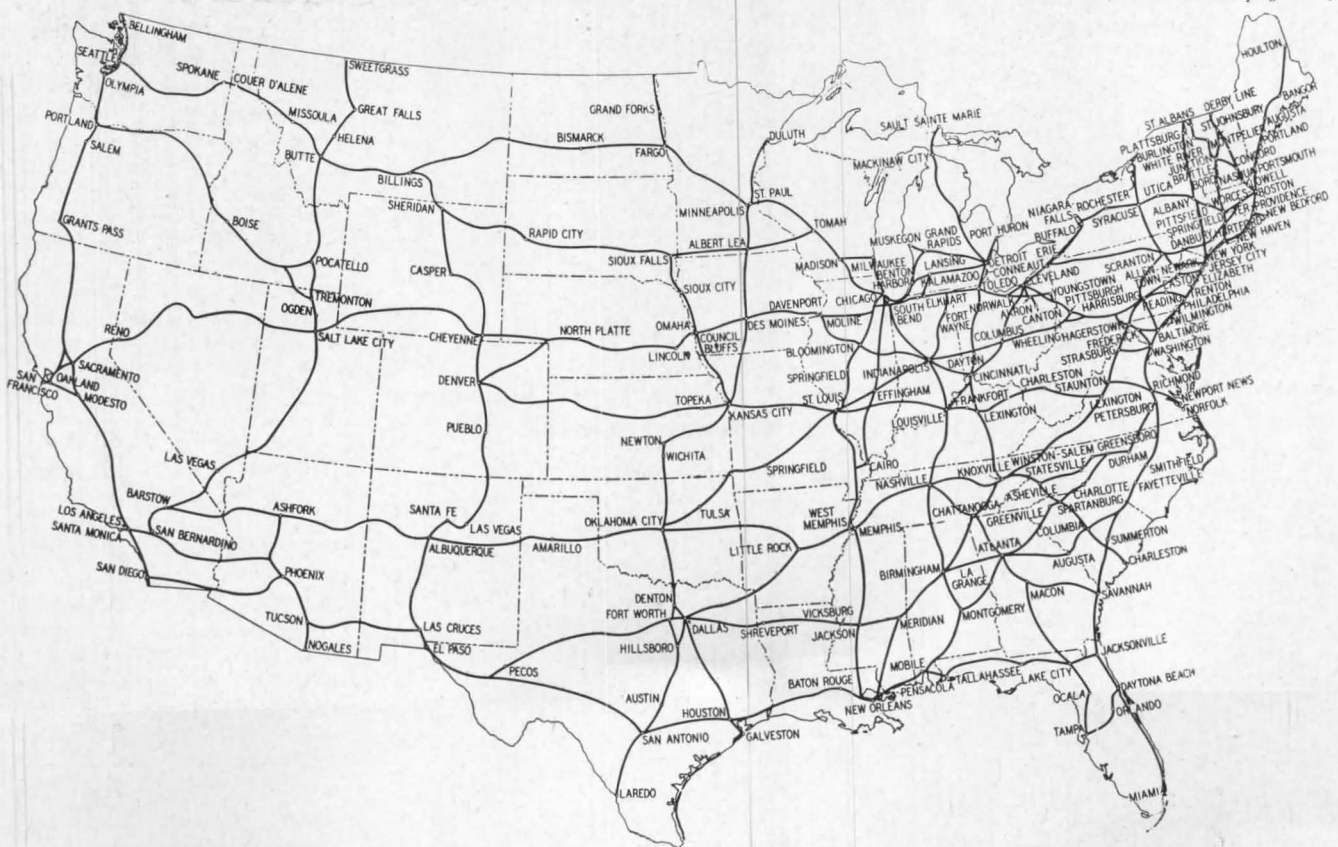 BELLINGHAM
SEATTLE
OLYMPIA
SPOKANE
COUER D'ALENE
SWEETGRASS
GREAT FALLS
MISSOULA
HELENA
BUTTE
PORTLAND
SALEM
GRANTS PASS
BOISE
POCATELLO
TREMONTON
OGDEN
SALT LAKE CITY
BILLINGS
SHERIDAN
CASPER
CHEYENNE
RENO
SACRAMENTO
OAKLAND
SAN FRANCISCO
MODESTO
LAS VEGAS
BARSTOW
LOS ANGELES
SANTA MONICA
SAN BERNARDINO
SAN DIEGO
ASHFORK
PHOENIX
TUCSON
NOGALES
GRAND FORKS
BISMARCK
FARGO
RAPID CITY
SIOUX FALLS
ALBERT LEA
MINNEAPOLIS
ST. PAUL
DULUTH
TOMAH
SIOUX CITY
OMAHA
COUNCIL BLUFFS
LINCOLN
NORTH PLATTE
DENVER
PUEBLO
TOPEKA
KANSAS CITY
NEWTON
WICHITA
SANTA FE
LAS VEGAS
ALBUQUERQUE
AMARILLO
OKLAHOMA CITY
TULSA
SPRINGFIELD
LAS CRUCES
EL PASO
PECOS
DENTON
FORT WORTH
DALLAS
HILLSBORO
AUSTIN
SAN ANTONIO
HOUSTON
GALVESTON
LAREDO
SAULT SAINTE MARIE
MACKINAW CITY
MUSKEGON
GRAND RAPIDS
PORT HURON
MADISON
MILWAUKEE
BENTON HARBOR
LANSING
KALAMAZOO
DETROIT
TOLEDO
DAVENPORT
CHICAGO
MOLINE
DES MOINES
SOUTH BEND
ELKHART
FORT WAYNE
NORWALK
AKRON
CLEVELAND
CONNEAUT
ERIE
BUFFALO
NIAGARA FALLS
ROCHESTER
SYRACUSE
UTICA
ALBANY
BLOOMINGTON
SPRINGFIELD
INDIANAPOLIS
DAYTON
COLUMBUS
CINCINNATI
EFFINGHAM
ST LOUIS
LOUISVILLE
FRANKFORT
LEXINGTON
CHARLESTON
STAUNTON
WHEELING
CANTON
YOUNGSTOWN
PITTSBURGH
HARRISBURG
HAGERSTOWN
FREDERICK
STRASBURG
SCRANTON
ALLENTOWN
NEWARK
EASTON
READING
TRENTON
PHILADELPHIA
WILMINGTON
BALTIMORE
WASHINGTON
ELIZABETH
JERSEY CITY
NEW YORK
NEW HAVEN
DANBURY
HARTFORD
NEW BEDFORD
PROVIDENCE
BOSTON
WORCESTER
SPRINGFIELD
PITTSFIELD
LOWELL
PORTSMOUTH
NASHUA
CONCORD
BRATTLEBORO
WHITE RIVER JUNCTION
BURLINGTON
PLATTSBURG
ST ALBANS
DERBY LINE
ST JOHNSBURY
MONTPELIER
AUGUSTA
PORTLAND
BANGOR
HOULTON
LEXINGTON
PETERSBURG
RICHMOND
NEWPORT NEWS
NORFOLK
CAIRO
NASHVILLE
KNOXVILLE
WINSTON-SALEM
GREENSBORO
STATESVILLE
DURHAM
SMITHFIELD
FAYETTEVILLE
ASHEVILLE
CHARLOTTE
GREENVILLE
SPARTANBURG
COLUMBIA
SUMMERTON
CHARLESTON
AUGUSTA
SAVANNAH
CHATTANOOGA
ATLANTA
LA GRANGE
MACON
WEST MEMPHIS
MEMPHIS
LITTLE ROCK
BIRMINGHAM
MONTGOMERY
VICKSBURG
JACKSON
SHREVEPORT
MERIDIAN
MOBILE
BATON ROUGE
NEW ORLEANS
PENSACOLA
TALLAHASSEE
LAKE CITY
JACKSONVILLE
DAYTONA BEACH
OCALA
ORLANDO
TAMPA
MIAMI